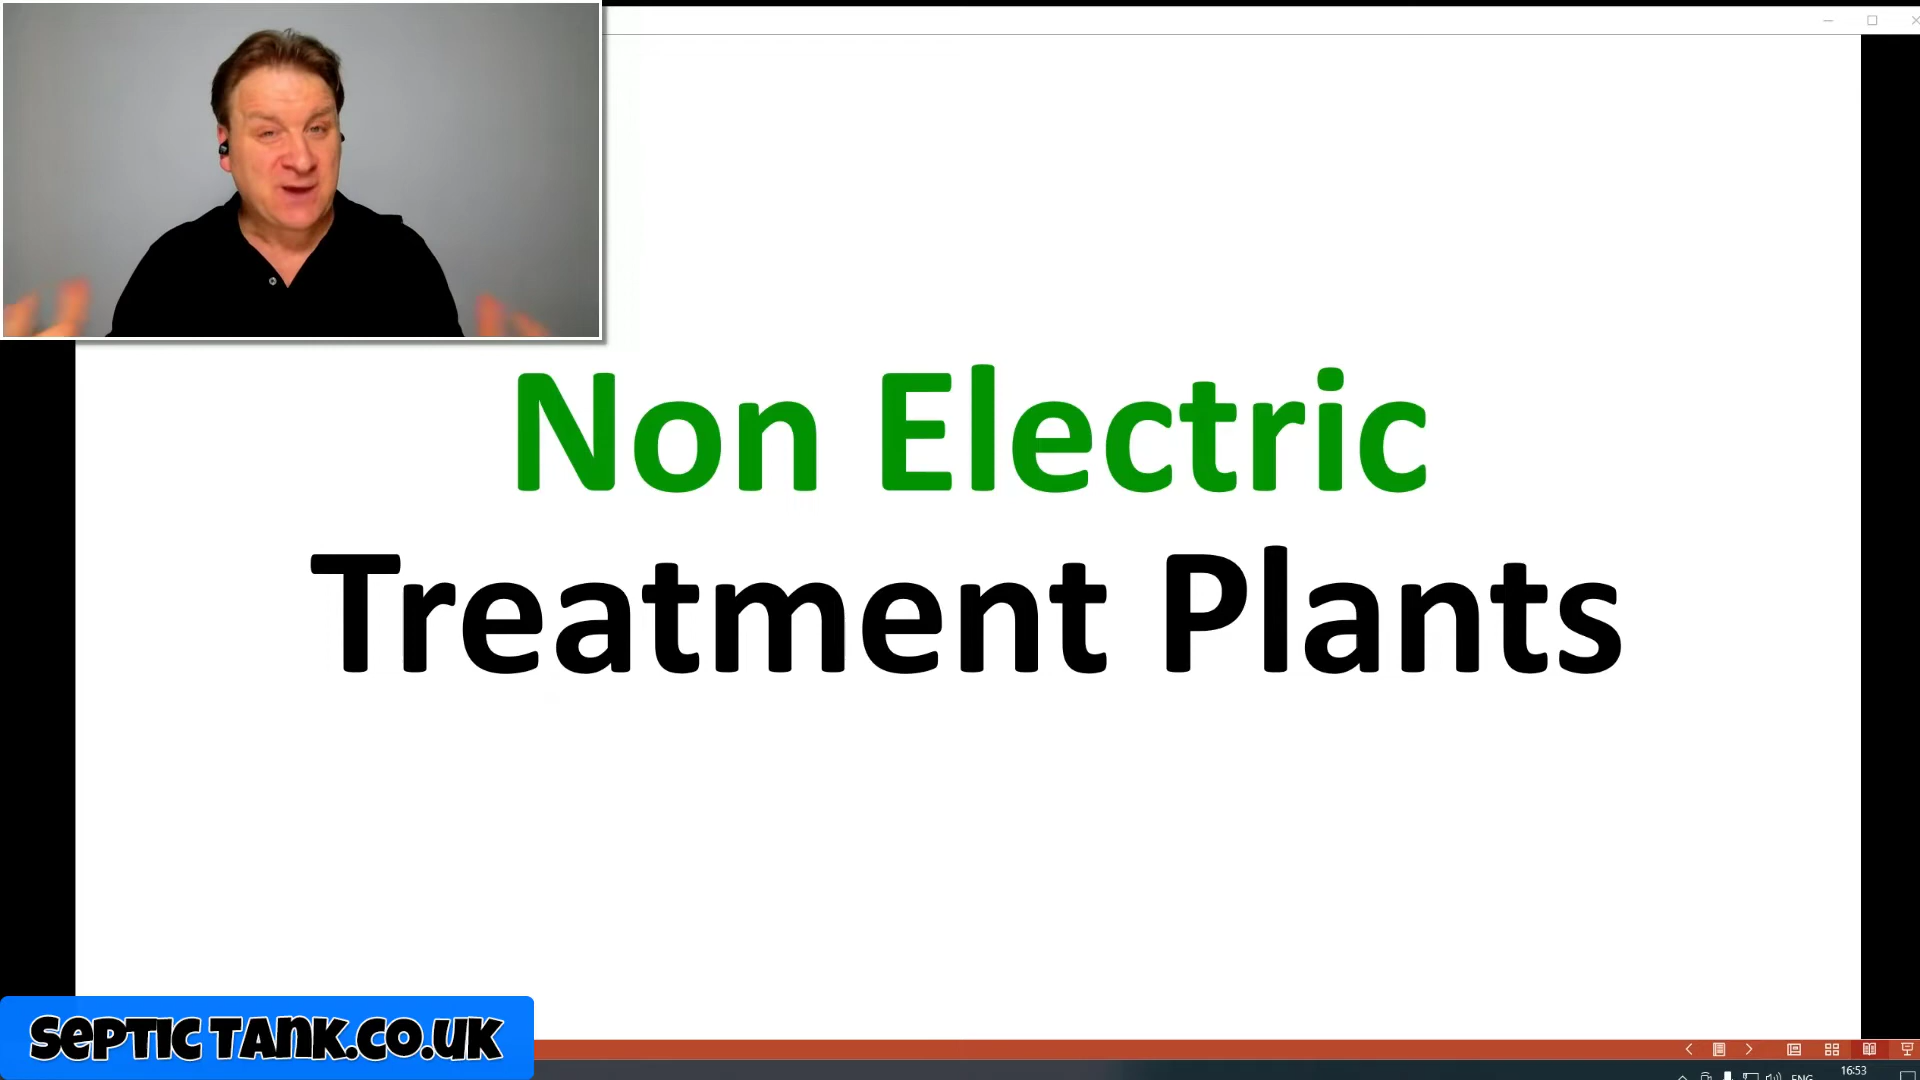 Non Electric
Treatment Plants
SEPTIC TANK.CO.UK
ENG
16:53